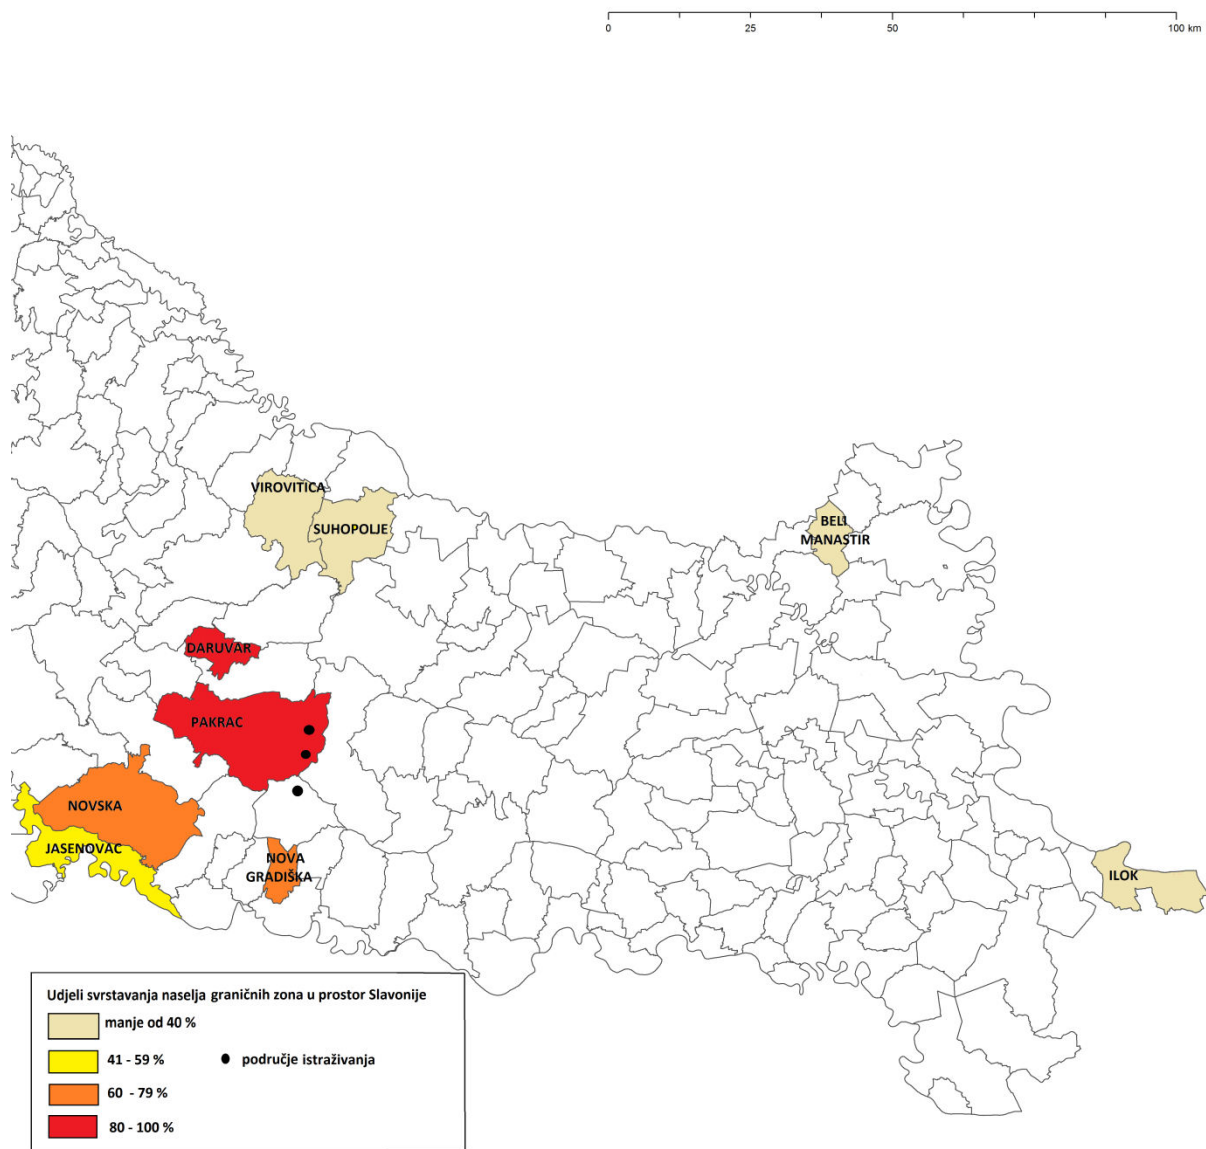 0 25 50 100 km
VIROVITICA
SUHOPOLJE
BELI
MANASTIR
DARUVAR
PAKRAC
NOVSKA
JASENOVAC
NOVA
GRADIŠKA
ILOK
Udjeli svrstavanja naselja graničnih zona u prostor Slavonije
manje od 40 %
41 - 59 %
područje istraživanja
60 - 79 %
80 - 100 %